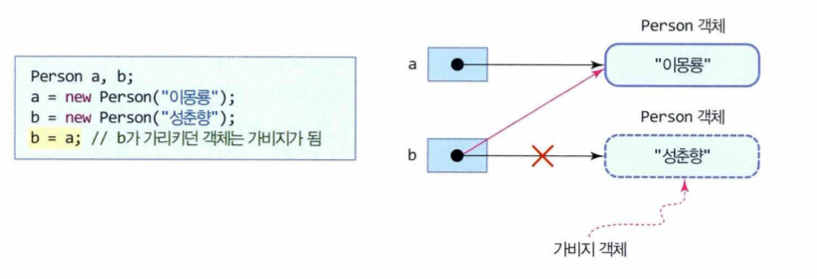 Person a, b;
a = new Person("이몽룡");
b = new Person("성춘향");
b = a; // b가 가리키던 객체는 가비지가 됨
Person 객체
a
"이몽룡"
Person 객체
b
"성춘향"
가비지 객체